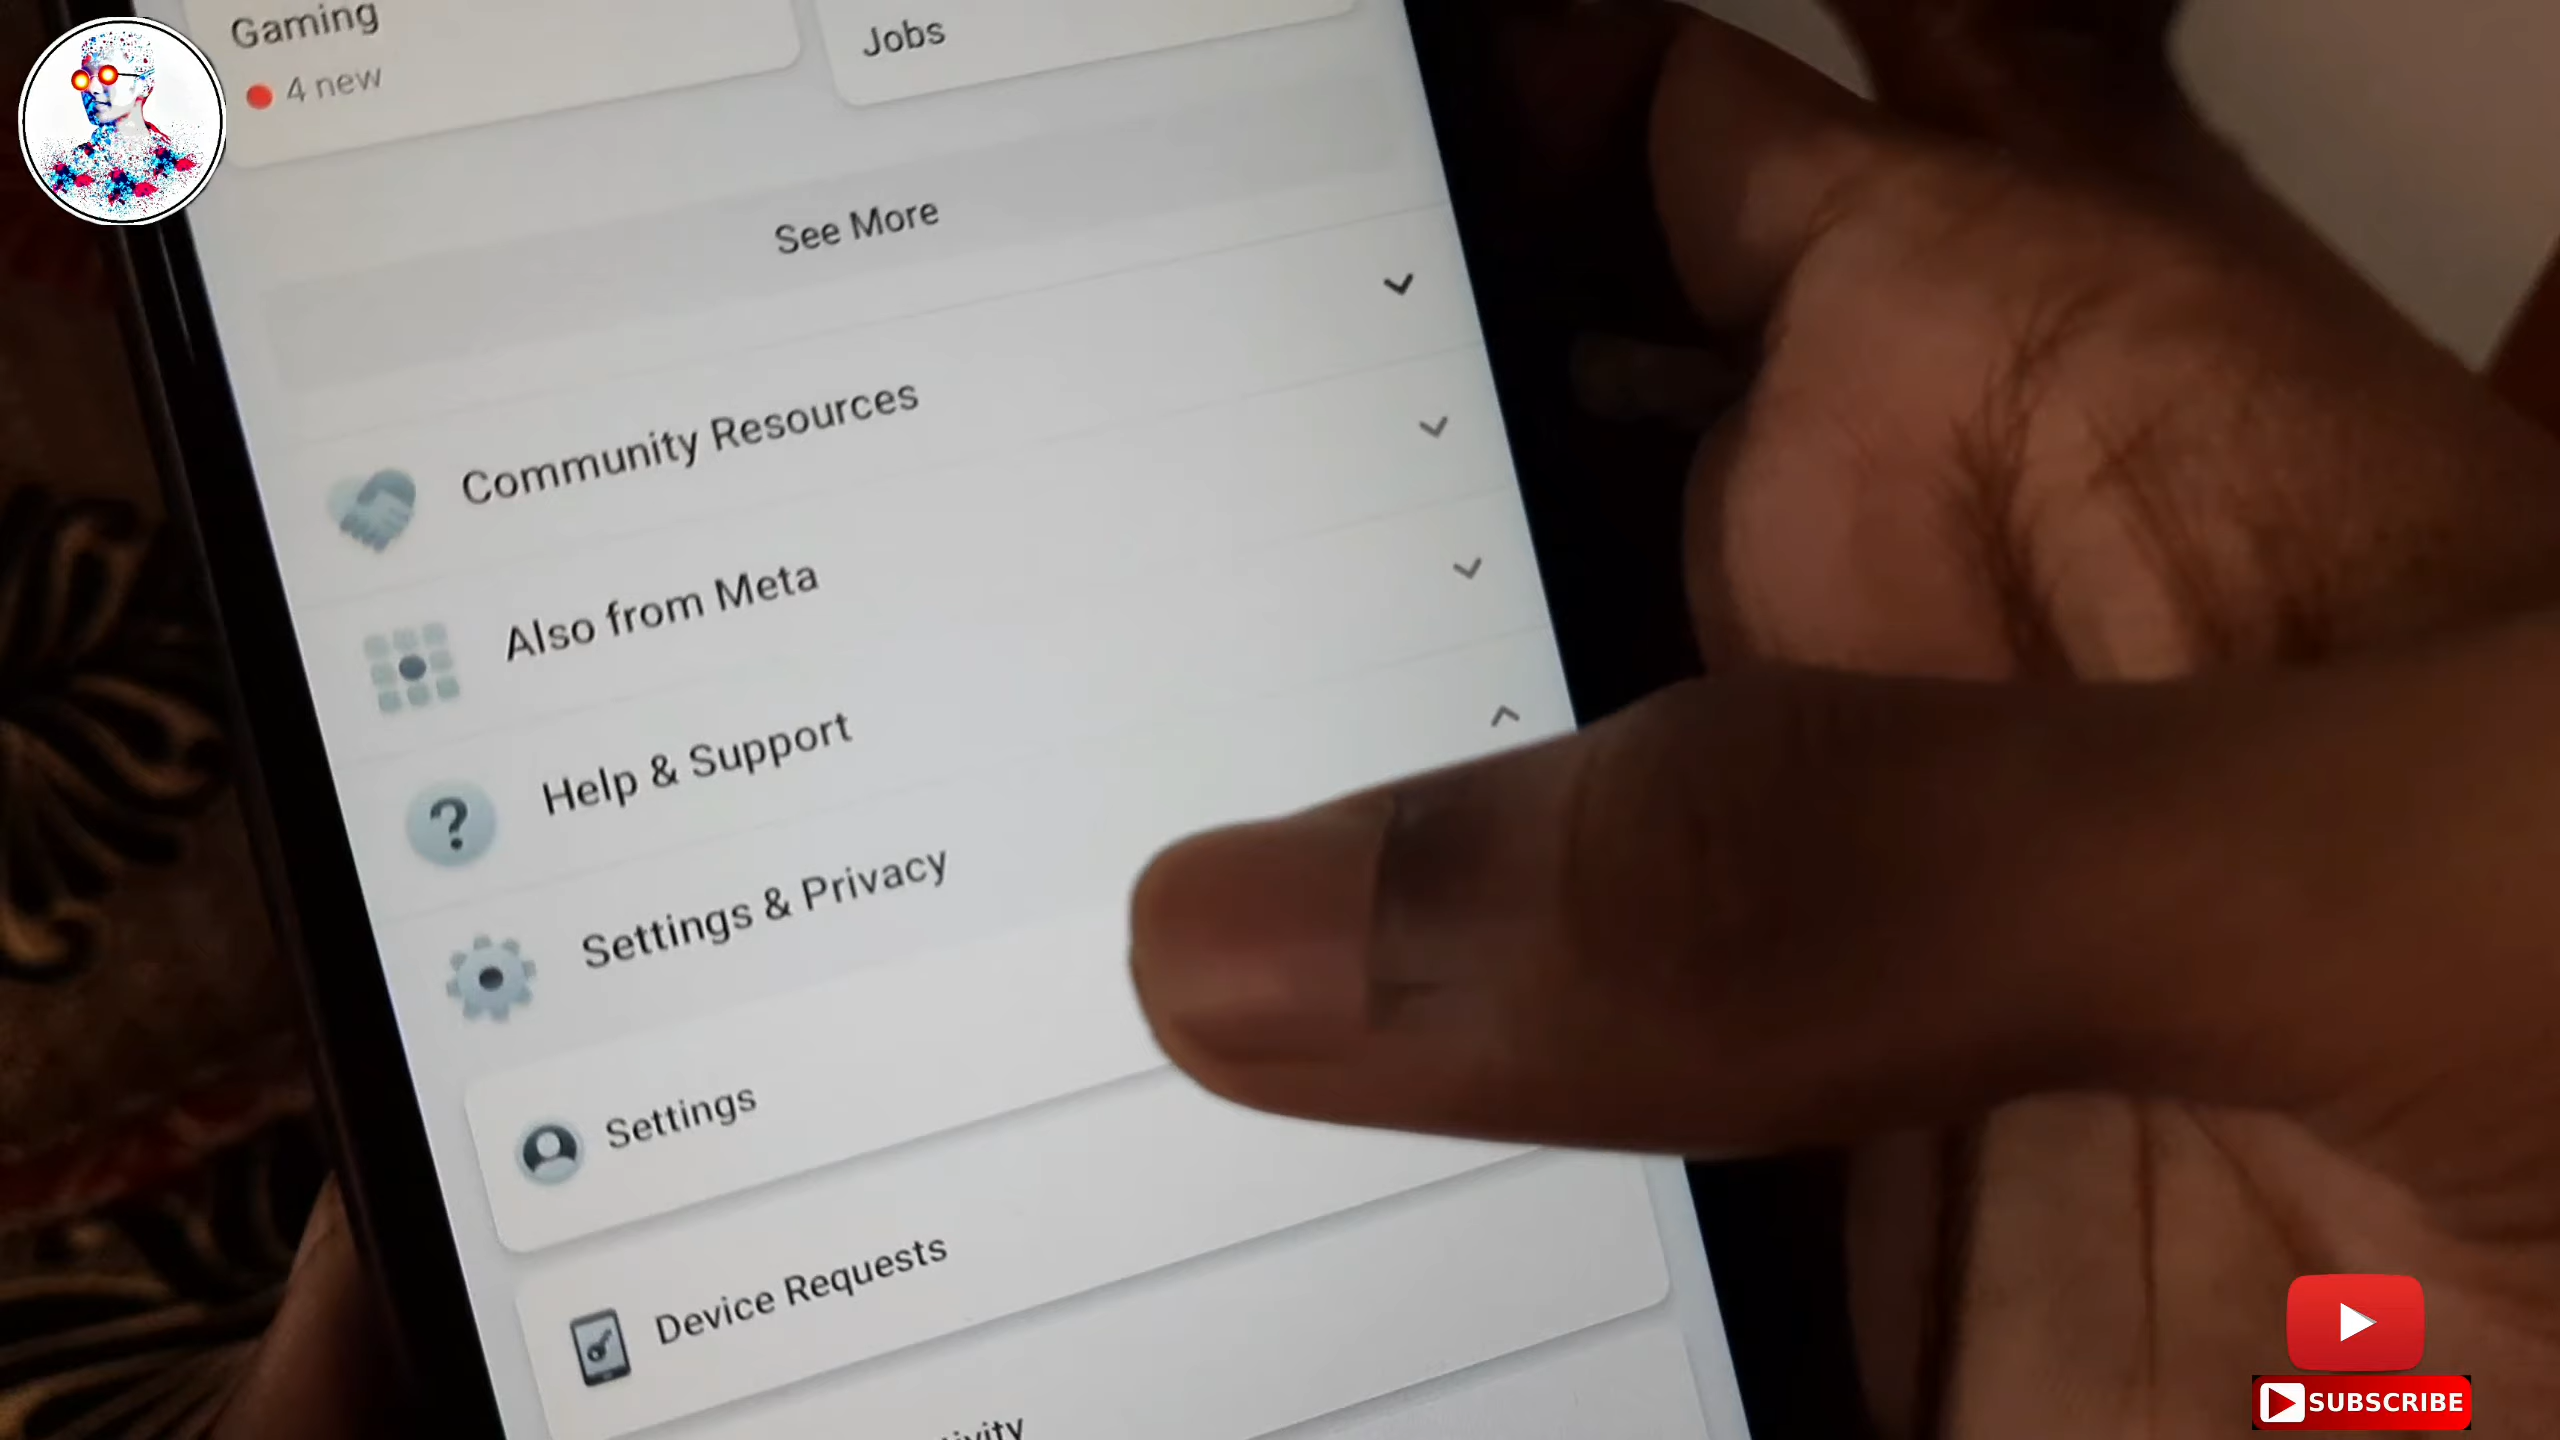 Gaming
4 new
Jobs
See More
Community Resources
Also from Meta
Help & Support
Settings & Privacy
Settings
Device Requests
SUBSCRIBE